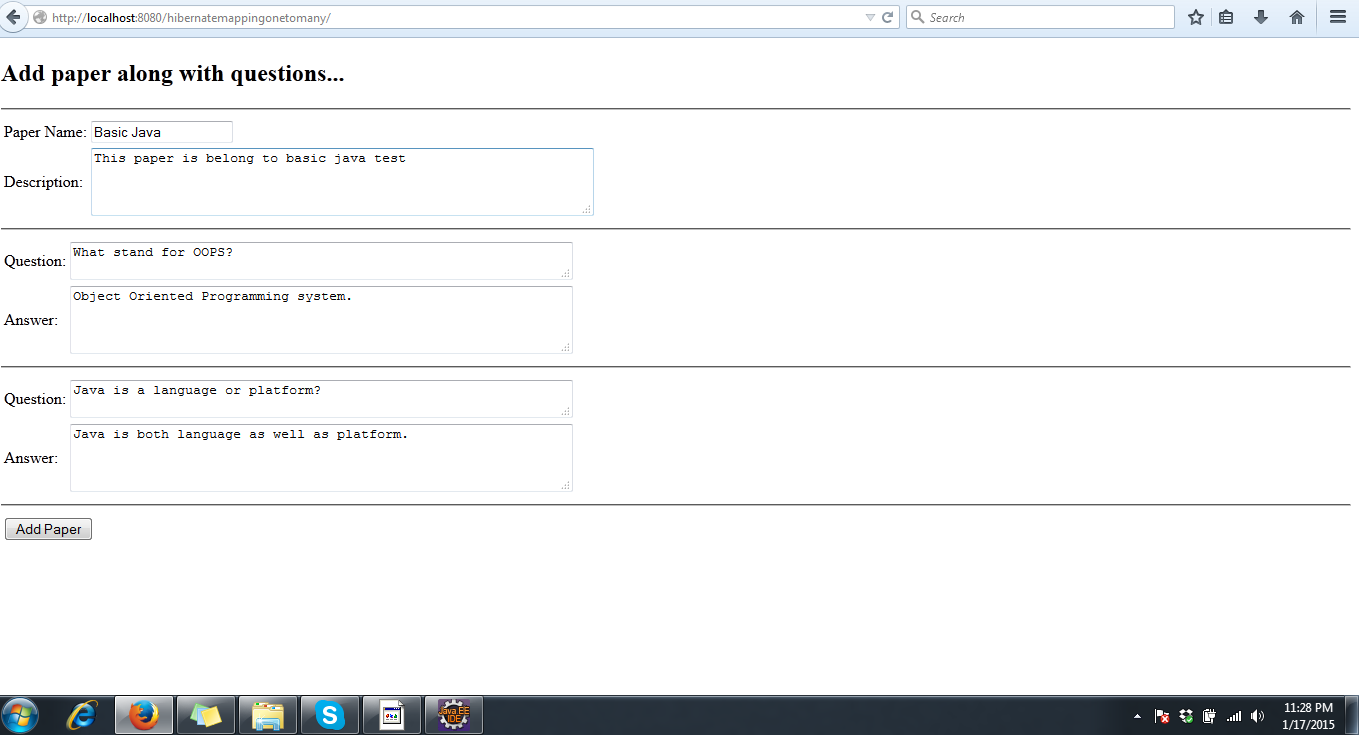 http://localhost:8080/hibernatemappingonetomany/
Search
Add paper along with questions...
Paper Name: Basic Java
Description: This paper is belong to basic java test
Question: What stand for OOPS?
Answer: Object Oriented Programming system.
Question: Java is a language or platform?
Answer: Java is both language as well as platform.
Add Paper
Java EE
IDE
11:28 PM
1/17/2015